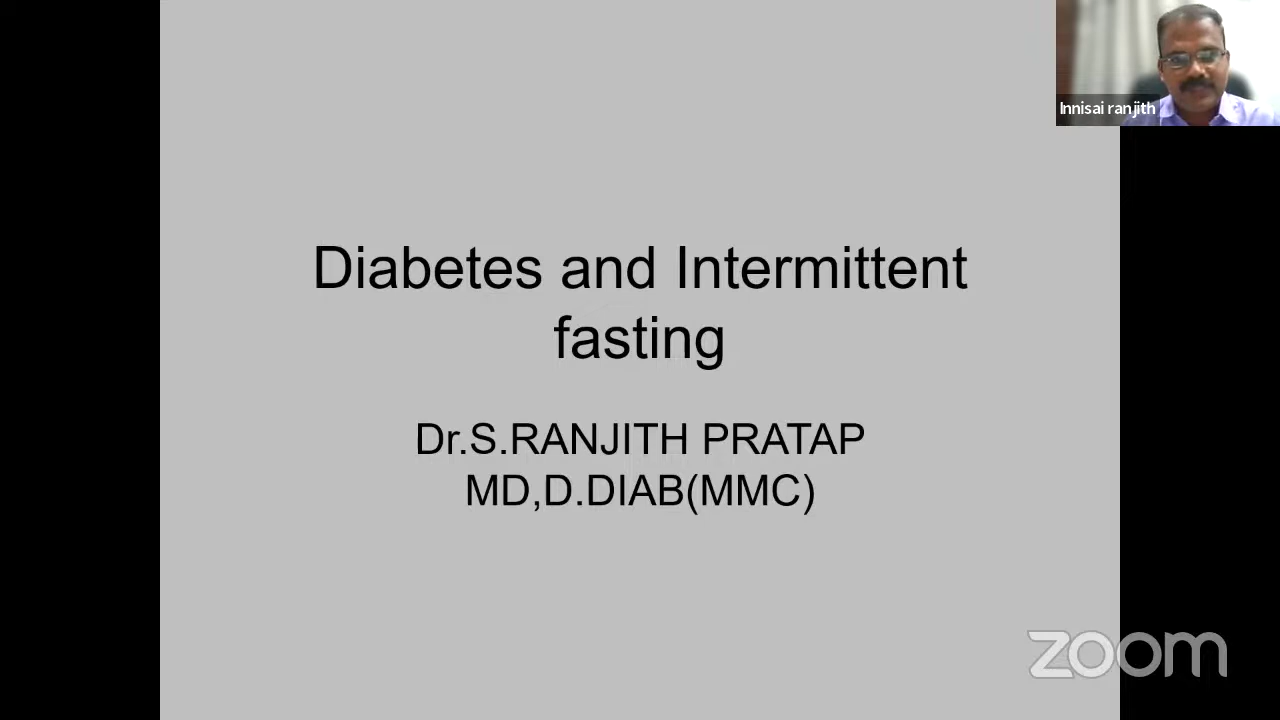 Innisai ranjith
Diabetes and Intermittent
fasting
Dr.S.RANJITH PRATAP
MD,D.DIAB(MMC)
zoom